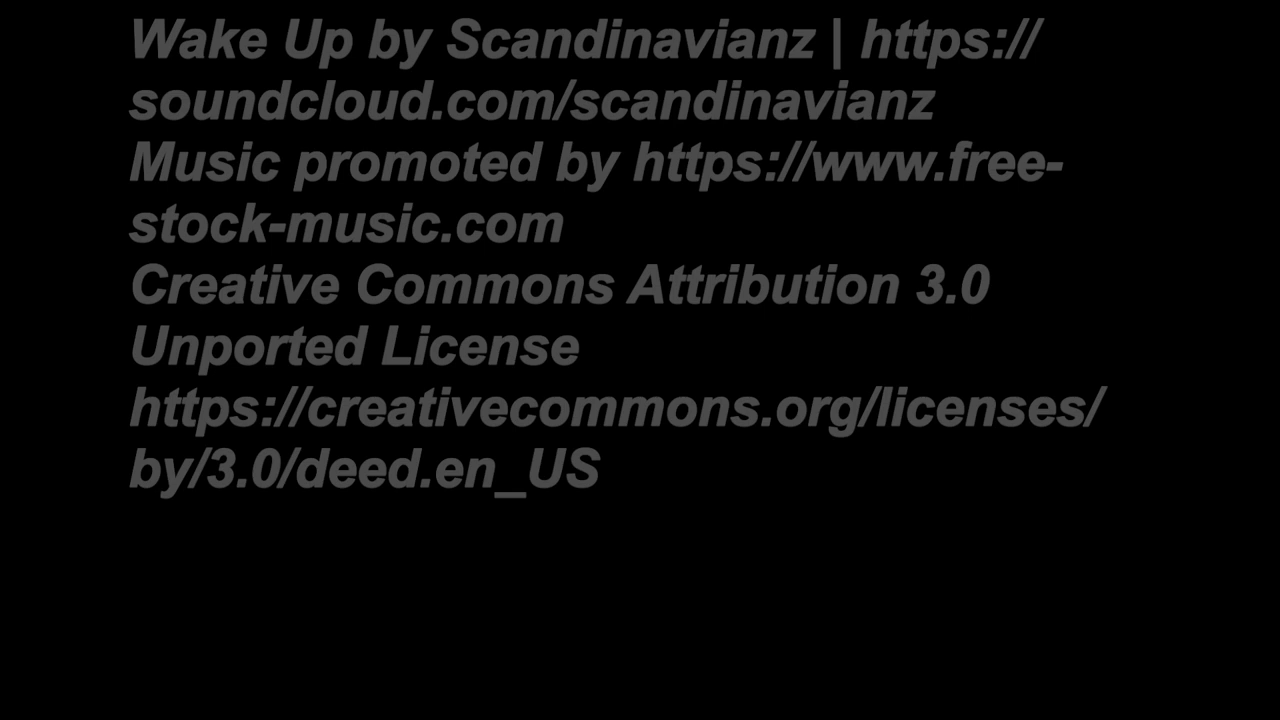 Wake Up by Scandinavianz | https://
soundcloud.com/scandinavianz
Music promoted by https://www.free-
stock-music.com
Creative Commons Attribution 3.0
Unported License
https://creativecommons.org/licenses/
by/3.0/deed.en_US